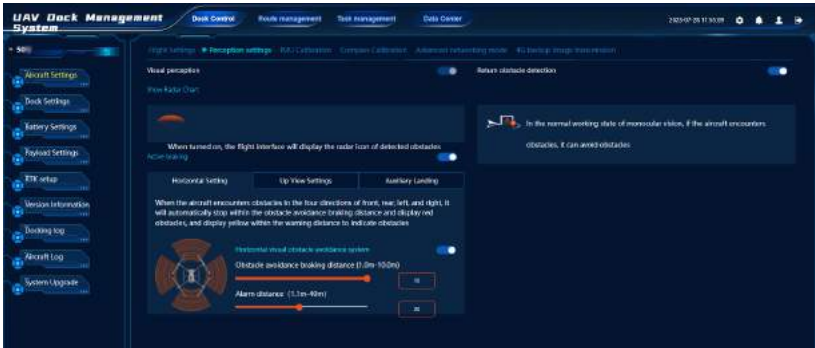 UAV Dock Management System
Dock Control
Route management
Task management
Data Center
Flight Settings
Perception settings
IMU Calibration
Compass Calibration
Advanced networking mode
4G Backup image transmission
Aircraft Settings
Dock Settings
Battery Settings
Payload Settings
RTK setup
Version Information
Docking log
Aircraft Log
System Upgrade
Visual perception
View Radar Chart
When turned on, the flight interface will display the radar icon of detected obstacles
Active braking
Horizontal Setting
Up View Settings
Auxiliary Landing
When the aircraft encounters obstacles in the four directions of front, rear, left, and right, it
will automatically stop within the obstacle avoidance braking distance and display red
obstacles, and display yellow within the warning distance to indicate obstacles
Horizontal visual obstacle avoidance system
Obstacle avoidance braking distance (1.0m-10.0m)
10
Alarm distance (1.1m-40m)
20
Return obstacle detection
In the normal working state of monocular vision, if the aircraft encounters
obstacles, it can avoid obstacles